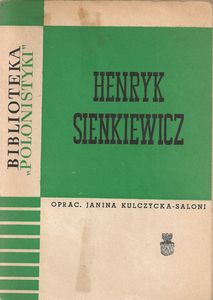 BIBLIOTEKA
„POLONISTYKI"
HENRYK
SIENKIEWICZ
OPRAC. JANINA KULCZYCKA-SALONI